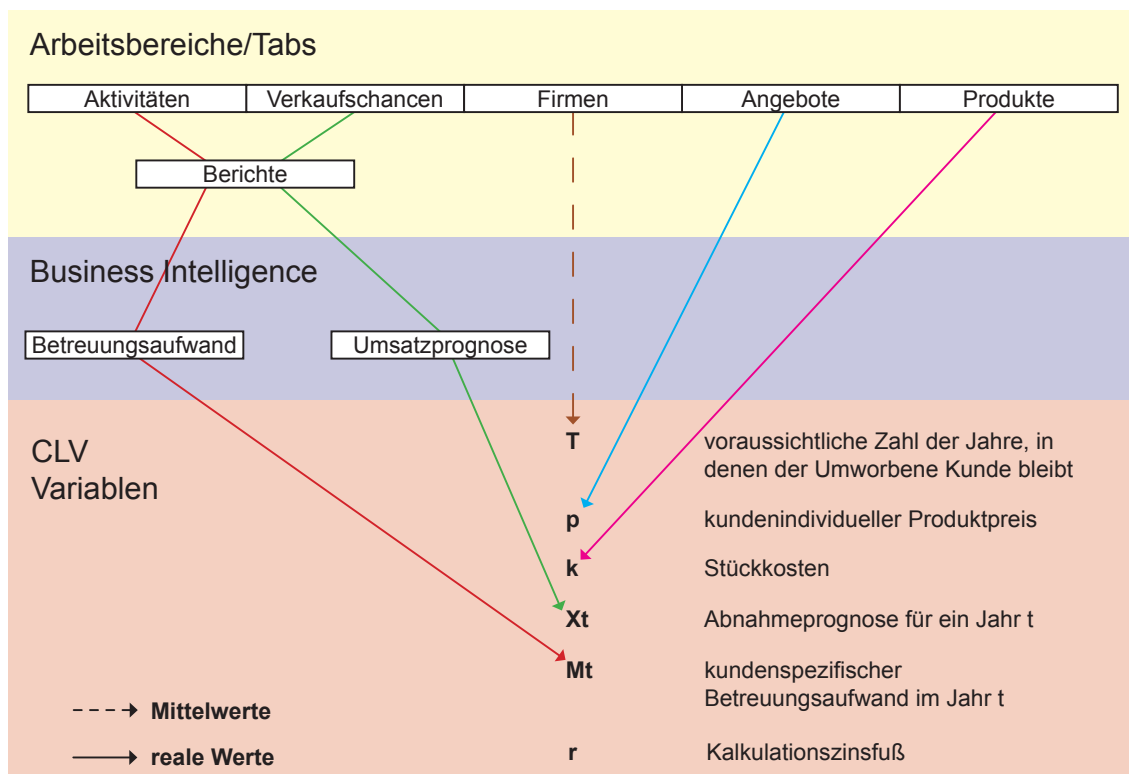 Arbeitsbereiche/Tabs
Aktivitäten
Verkaufschancen
Firmen
Angebote
Produkte
Berichte
Business Intelligence
Betreuungsaufwand
Umsatzprognose
CLV
Variablen
T
voraussichtliche Zahl der Jahre, in
denen der Umworbene Kunde bleibt
p
kundenindividueller Produktpreis
k
Stückkosten
Xt
Abnahmeprognose für ein Jahr t
Mt
kundenspezifischer
Betreuungsaufwand im Jahr t
r
Kalkulationszinsfuß
Mittelwerte
reale Werte